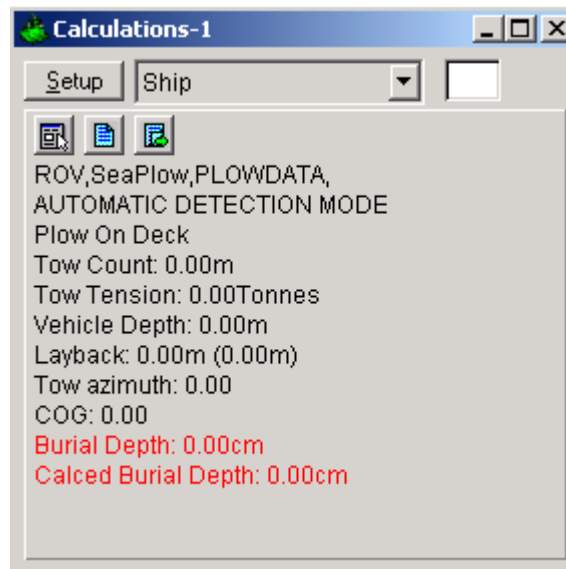 Calculations-1
Setup Ship
ROV,SeaPlow,PLOWDATA,
AUTOMATIC DETECTION MODE
Plow On Deck
Tow Count: 0.00m
Tow Tension: 0.00Tonnes
Vehicle Depth: 0.00m
Layback: 0.00m (0.00m)
Tow azimuth: 0.00
COG: 0.00
Burial Depth: 0.00cm
Calced Burial Depth: 0.00cm